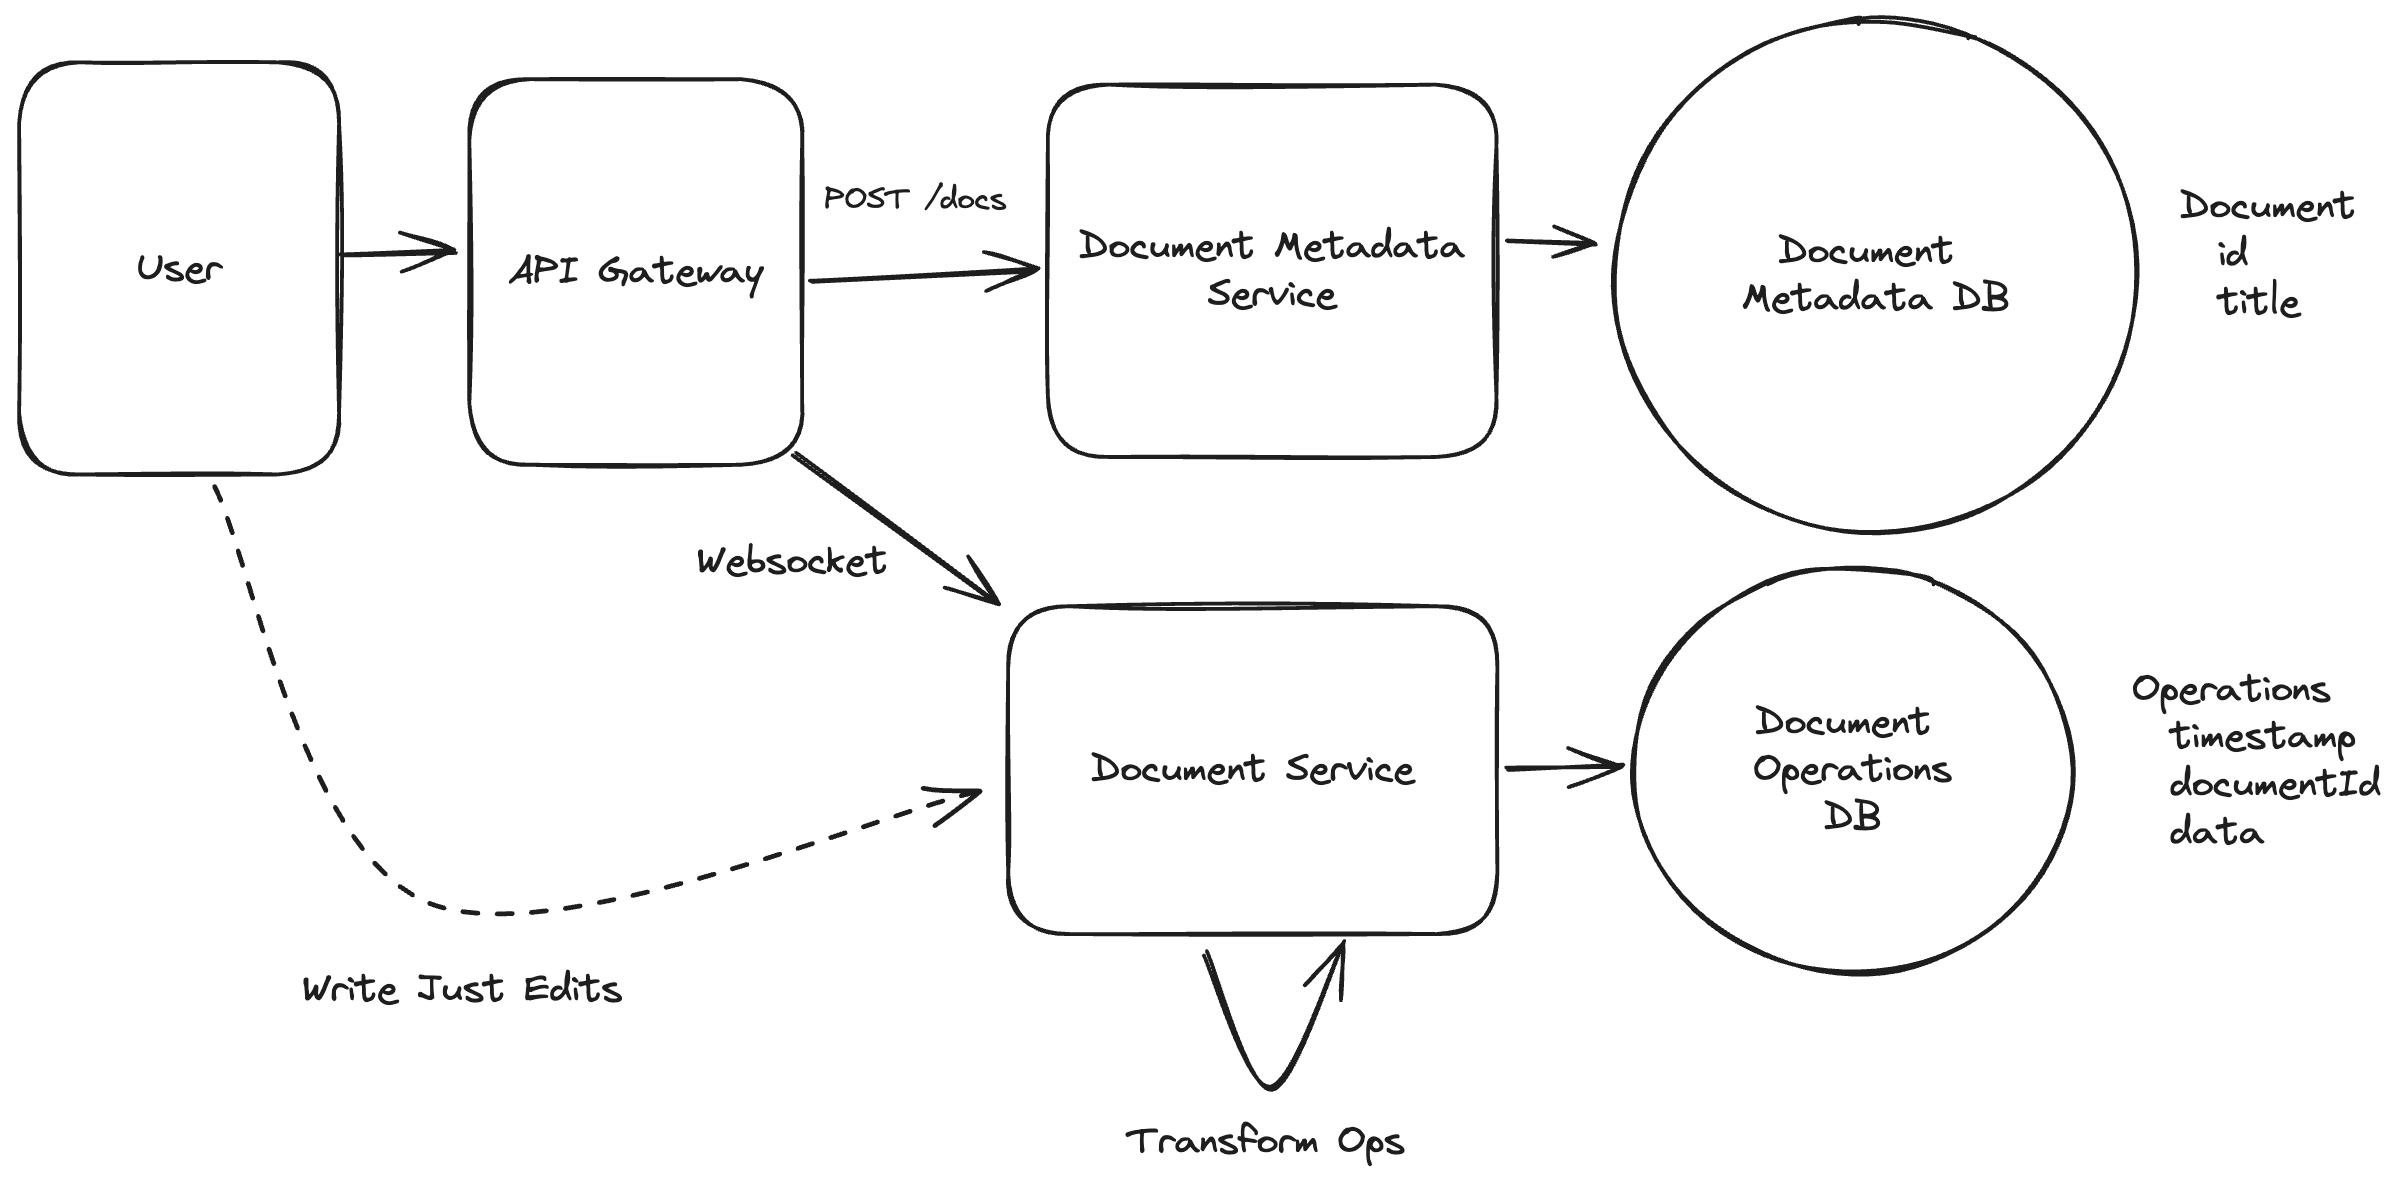 User
API Gateway
POST /docs
Document Metadata
Service
Document
Metadata DB
Document
id
title
Websocket
Document Service
Document
Operations
DB
Operations
timestamp
documentId
data
Write Just Edits
Transform Ops